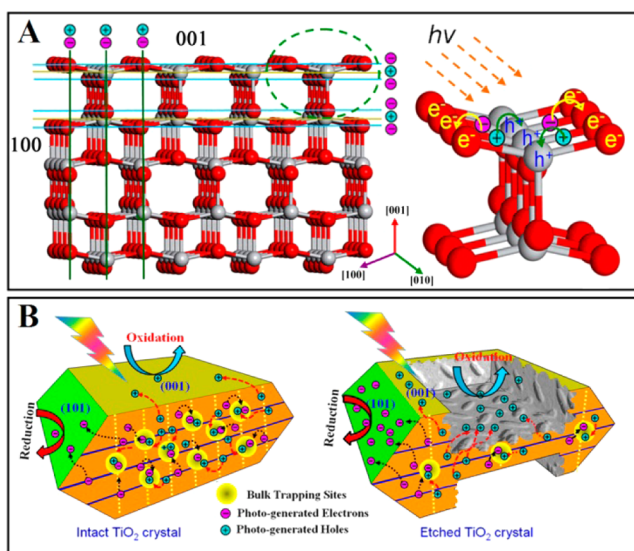 A
001
100
[001]
[100]
[010]
hν
e⁻
e⁻
e⁻
e⁻
e⁻
e⁻
h⁺
h⁺
h⁺
B
Oxidation
(001)
(101)
Reduction
Intact TiO₂ crystal
Oxidation
(001)
(101)
Reduction
Etched TiO₂ crystal
Bulk Trapping Sites
Photo-generated Electrons
Photo-generated Holes